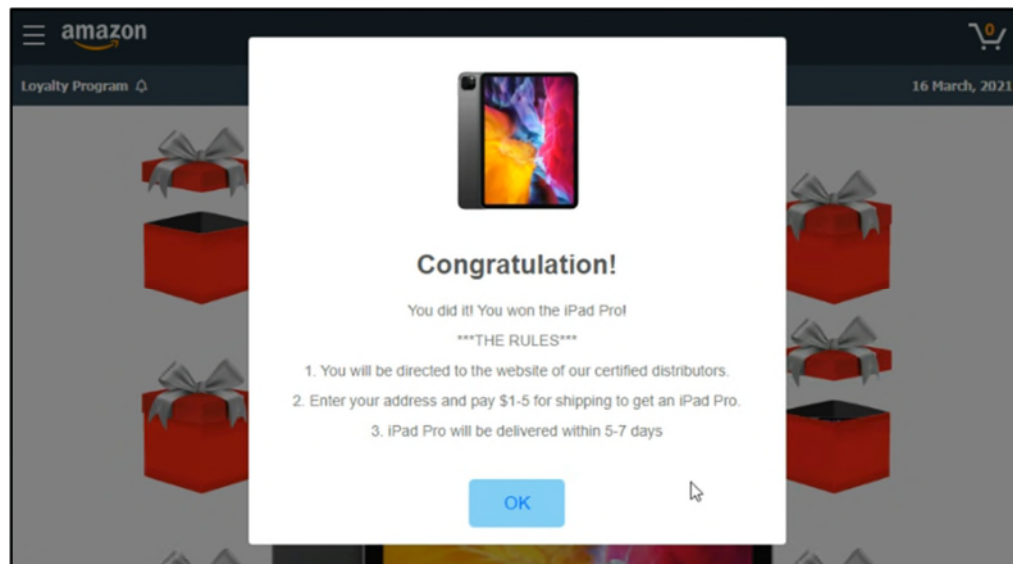 amazon
0
Loyalty Program
16 March, 2021
Congratulation!
You did it! You won the iPad Pro!
***THE RULES***
1. You will be directed to the website of our certified distributors.
2. Enter your address and pay $1-5 for shipping to get an iPad Pro.
3. iPad Pro will be delivered within 5-7 days
OK